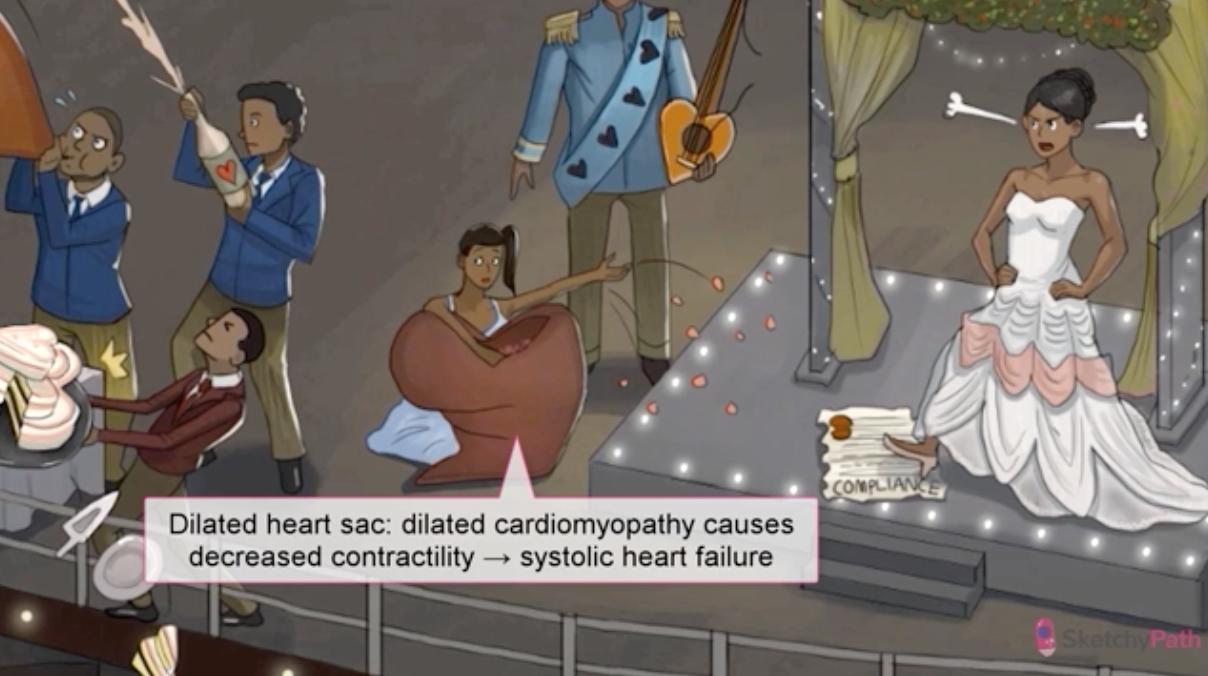 COMPLIANCE
Dilated heart sac: dilated cardiomyopathy causes
decreased contractility → systolic heart failure
SketchyPath